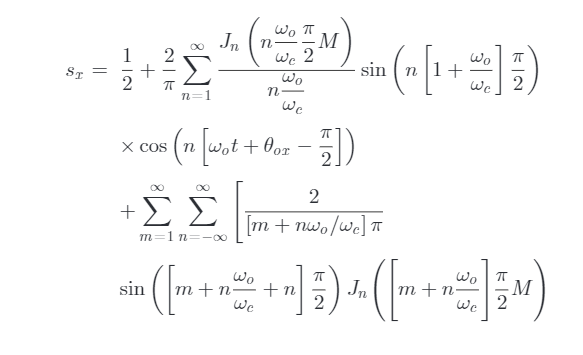 $s_x = \frac{1}{2} + \frac{2}{\pi} \sum_{n=1}^{\infty} \frac{J_n\left(n\frac{\omega_o}{\omega_c}\frac{\pi}{2}M\right)}{n\frac{\omega_o}{\omega_c}} \sin\left(n\left[1+\frac{\omega_o}{\omega_c}\right]\frac{\pi}{2}\right)$
$\times \cos\left(n\left[\omega_o t + \theta_{ox} - \frac{\pi}{2}\right]\right)$
$+ \sum_{m=1}^{\infty} \sum_{n=-\infty}^{\infty} \left[ \frac{2}{[m+n\omega_o/\omega_c]\pi} \right.$
$\sin\left(\left[m+n\frac{\omega_o}{\omega_c}+n\right]\frac{\pi}{2}\right) J_n\left(\left[m+n\frac{\omega_o}{\omega_c}\right]\frac{\pi}{2}M\right)$